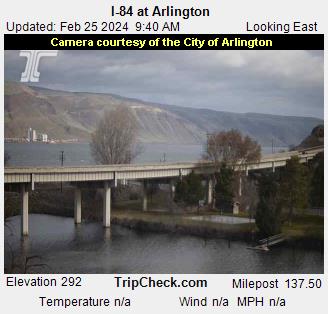 I-84 at Arlington
Updated: Feb 25 2024 9:40 AM Looking East
Camera courtesy of the City of Arlington
Elevation 292 TripCheck.com Milepost 137.50
Temperature n/a Wind n/a MPH n/a